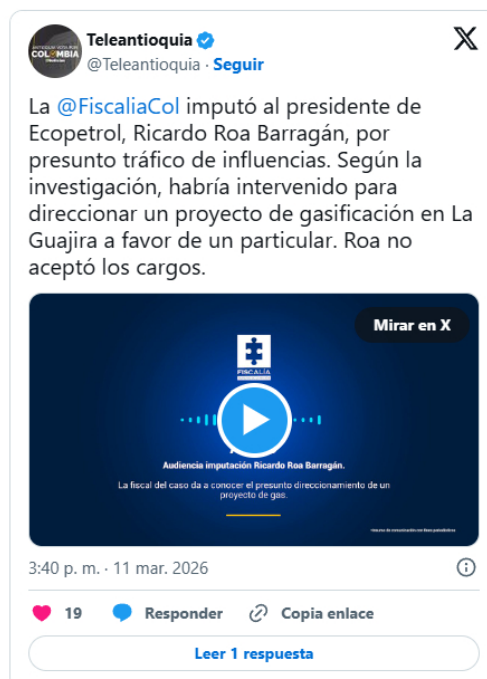 Teleantioquia
@Teleantioquia · Seguir
La @FiscaliaCol imputó al presidente de
Ecopetrol, Ricardo Roa Barragán, por
presunto tráfico de influencias. Según la
investigación, habría intervenido para
direccionar un proyecto de gasificación en La
Guajira a favor de un particular. Roa no
aceptó los cargos.
Mirar en X
FISCALÍA
Audiencia imputación Ricardo Roa Barragán.
La fiscal del caso da a conocer el presunto direccionamiento de un
proyecto de gas.
3:40 p. m. · 11 mar. 2026
19 Responder Copia enlace
Leer 1 respuesta